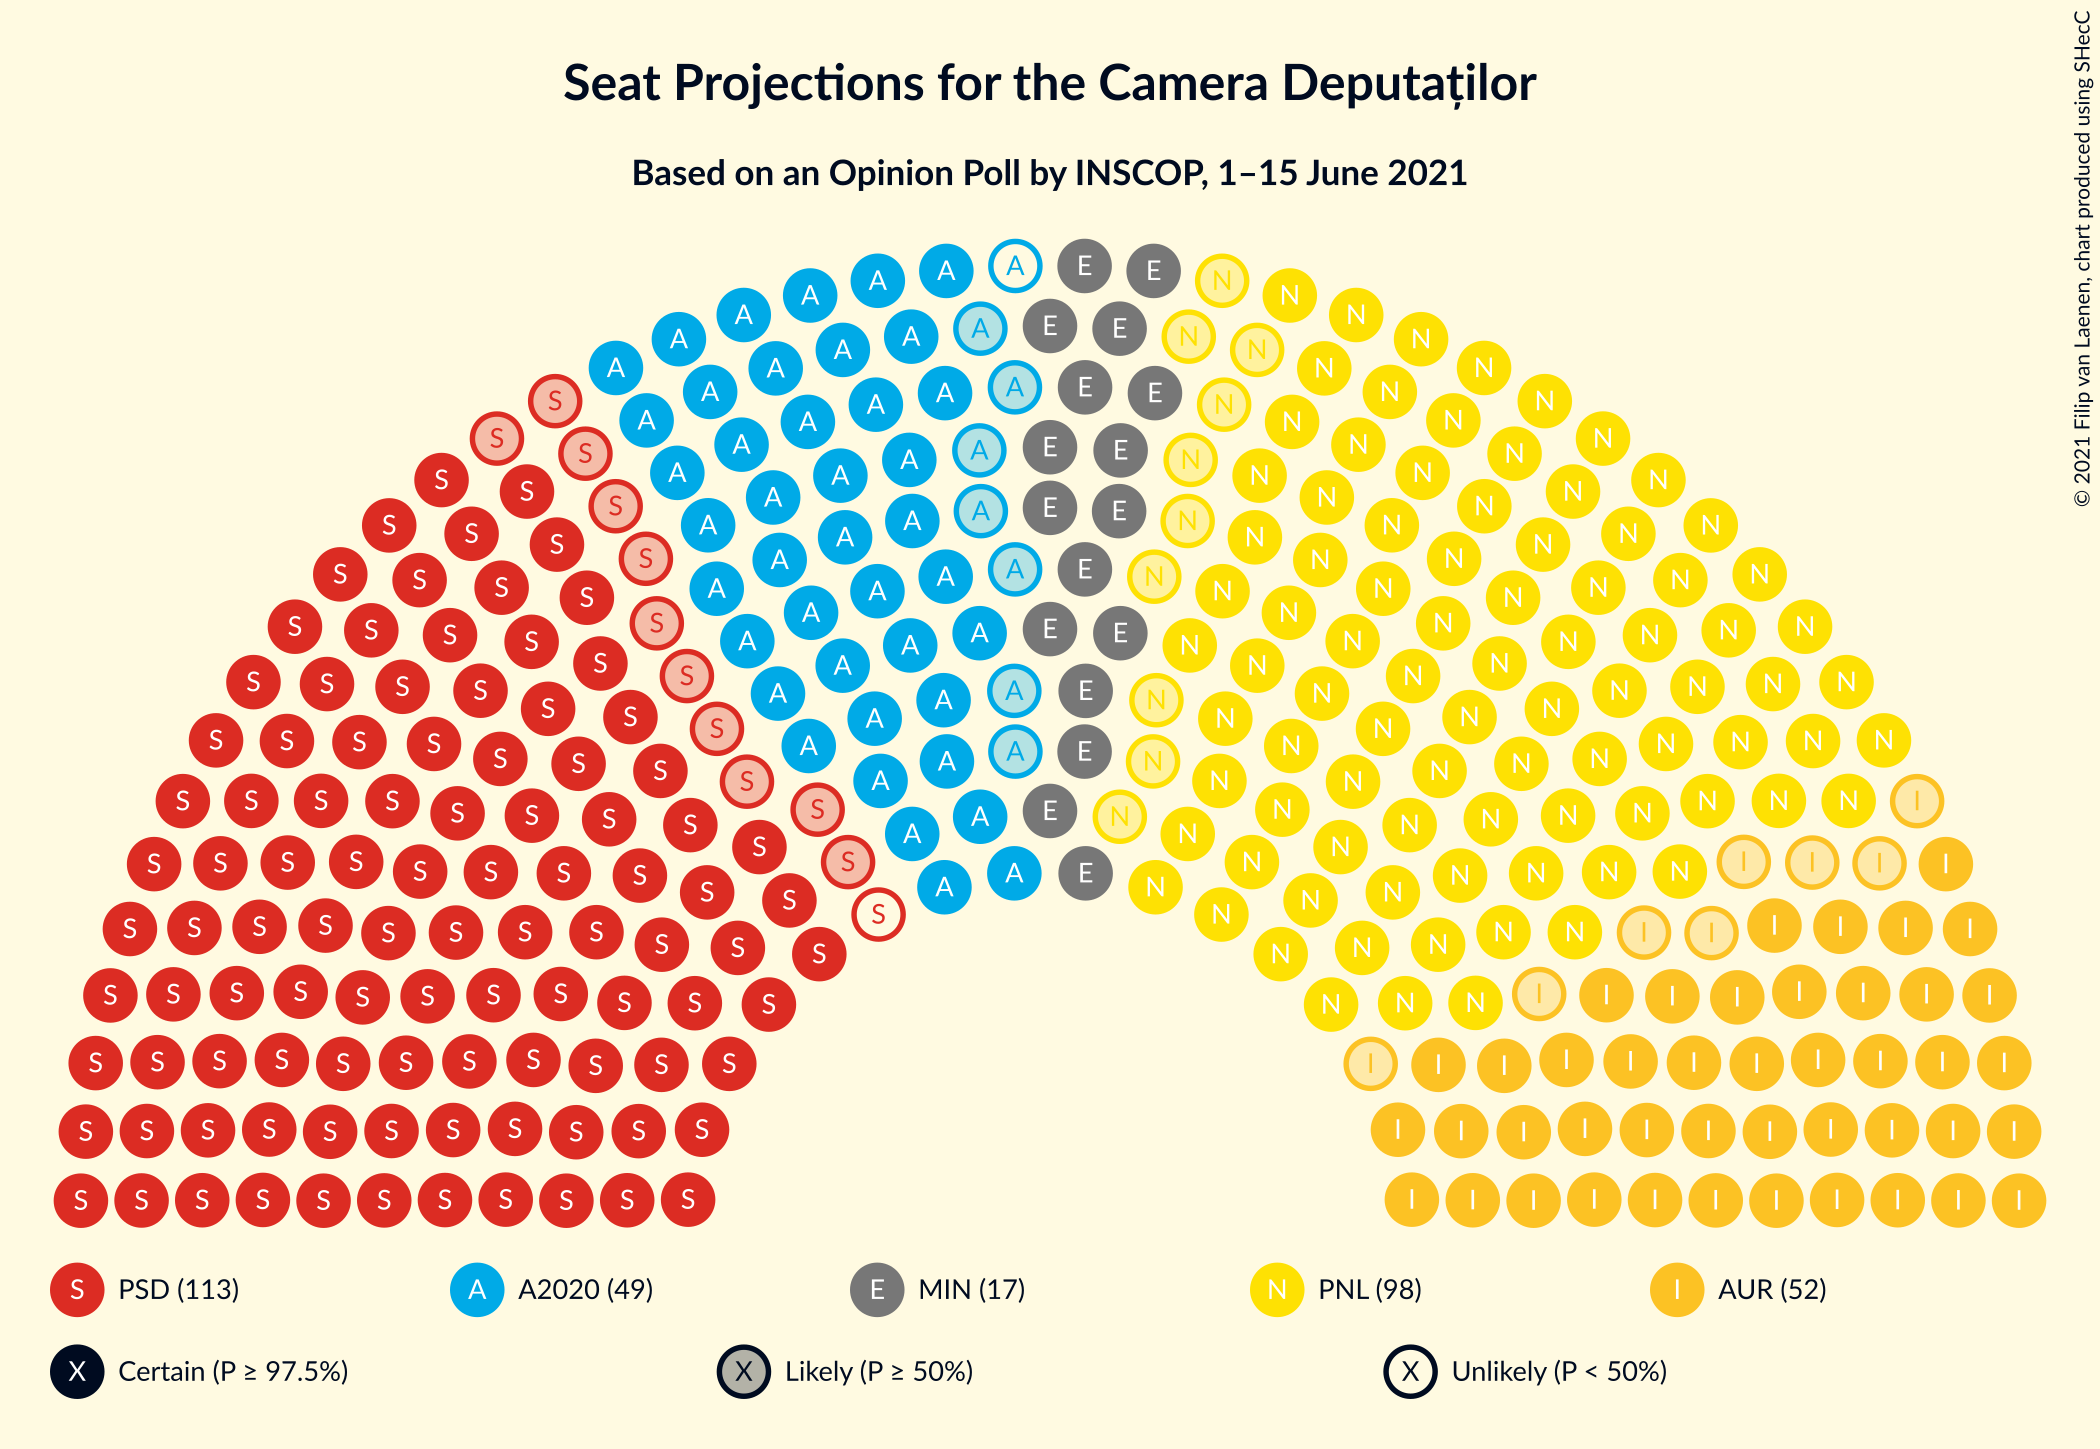 Seat Projections for the Camera Deputaților
Based on an Opinion Poll by INSCOP, 1–15 June 2021
© 2021 Filip van Laenen, chart produced using SHecC
S PSD (113) A A2020 (49) E MIN (17) N PNL (98) I AUR (52)
X Certain (P ≥ 97.5%) X Likely (P ≥ 50%) X Unlikely (P < 50%)